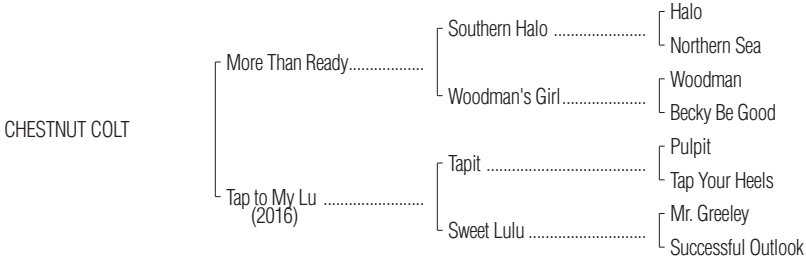 Halo
Southern Halo ......................
Northern Sea
More Than Ready..................
Woodman
Woodman's Girl....................
Becky Be Good
CHESTNUT COLT
Pulpit
Tapit ......................................
Tap Your Heels
Tap to My Lu ........................
(2016)
Mr. Greeley
Sweet Lulu ............................
Successful Outlook